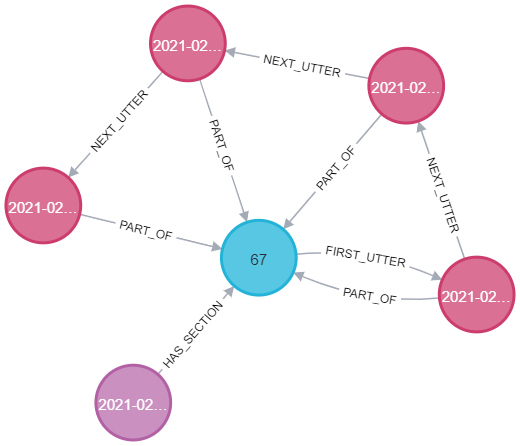 2021-02...
NEXT_UTTER
2021-02...
NEXT_UTTER
PART_OF
PART_OF
NEXT_UTTER
2021-02...
PART_OF
67
FIRST_UTTER
PART_OF
2021-02...
HAS_SECTION
2021-02...